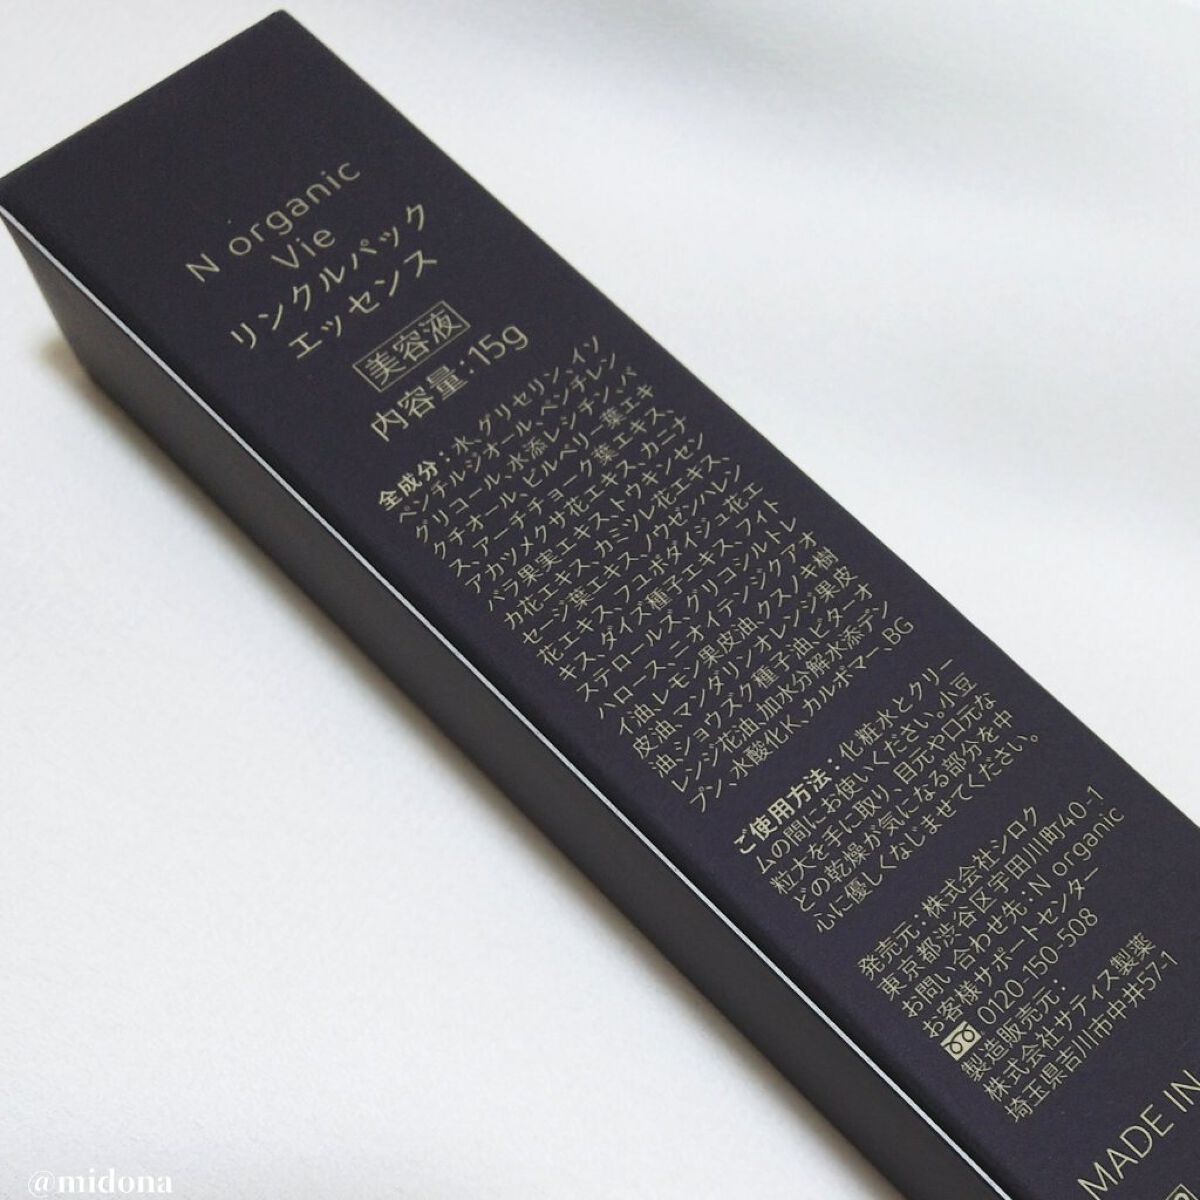 N organic
Vie
リンクルパック
エッセンス
美容液
内容量:15g
全成分:水、グリセリン、イソ
ペンチルジオール、ペンチレン
グリコール、水添レシチン、バ
クチオール、ビルベリー葉エキ
ス、アーチチョーク葉エキス、
アカツメクサ花エキス、カニナ
バラ果実エキス、トウキンセン
カ花エキス、カミツレ花エキス、
セージ葉エキス、ノウゼンハレン
花エキス、フユボダイジュ花エ
キス、ダイズ種子エキス、フィト
ステロールズ、グリコシルトレ
ハロース、ニオイテンジクアオ
イ油、レモン果皮油、クスノキ樹
皮油、マンダリンオレンジ果皮
油、ショウズク種子油、ビターオ
レンジ花油、加水分解水添デン
プン、水酸化K、カルボマー、BG
ご使用方法:化粧水とクリー
ムの間にお使いください。小豆
粒大を手に取り、目元や口元な
どの乾燥が気になる部分を中
心に優しくなじませてください。
発売元:株式会社シロク
東京都渋谷区宇田川町40-1
お問い合わせ先:N organic
お客様サポートセンター
0120-150-508
製造販売元:
株式会社サティス製薬
埼玉県吉川市中井57-1
MADE IN
@midona